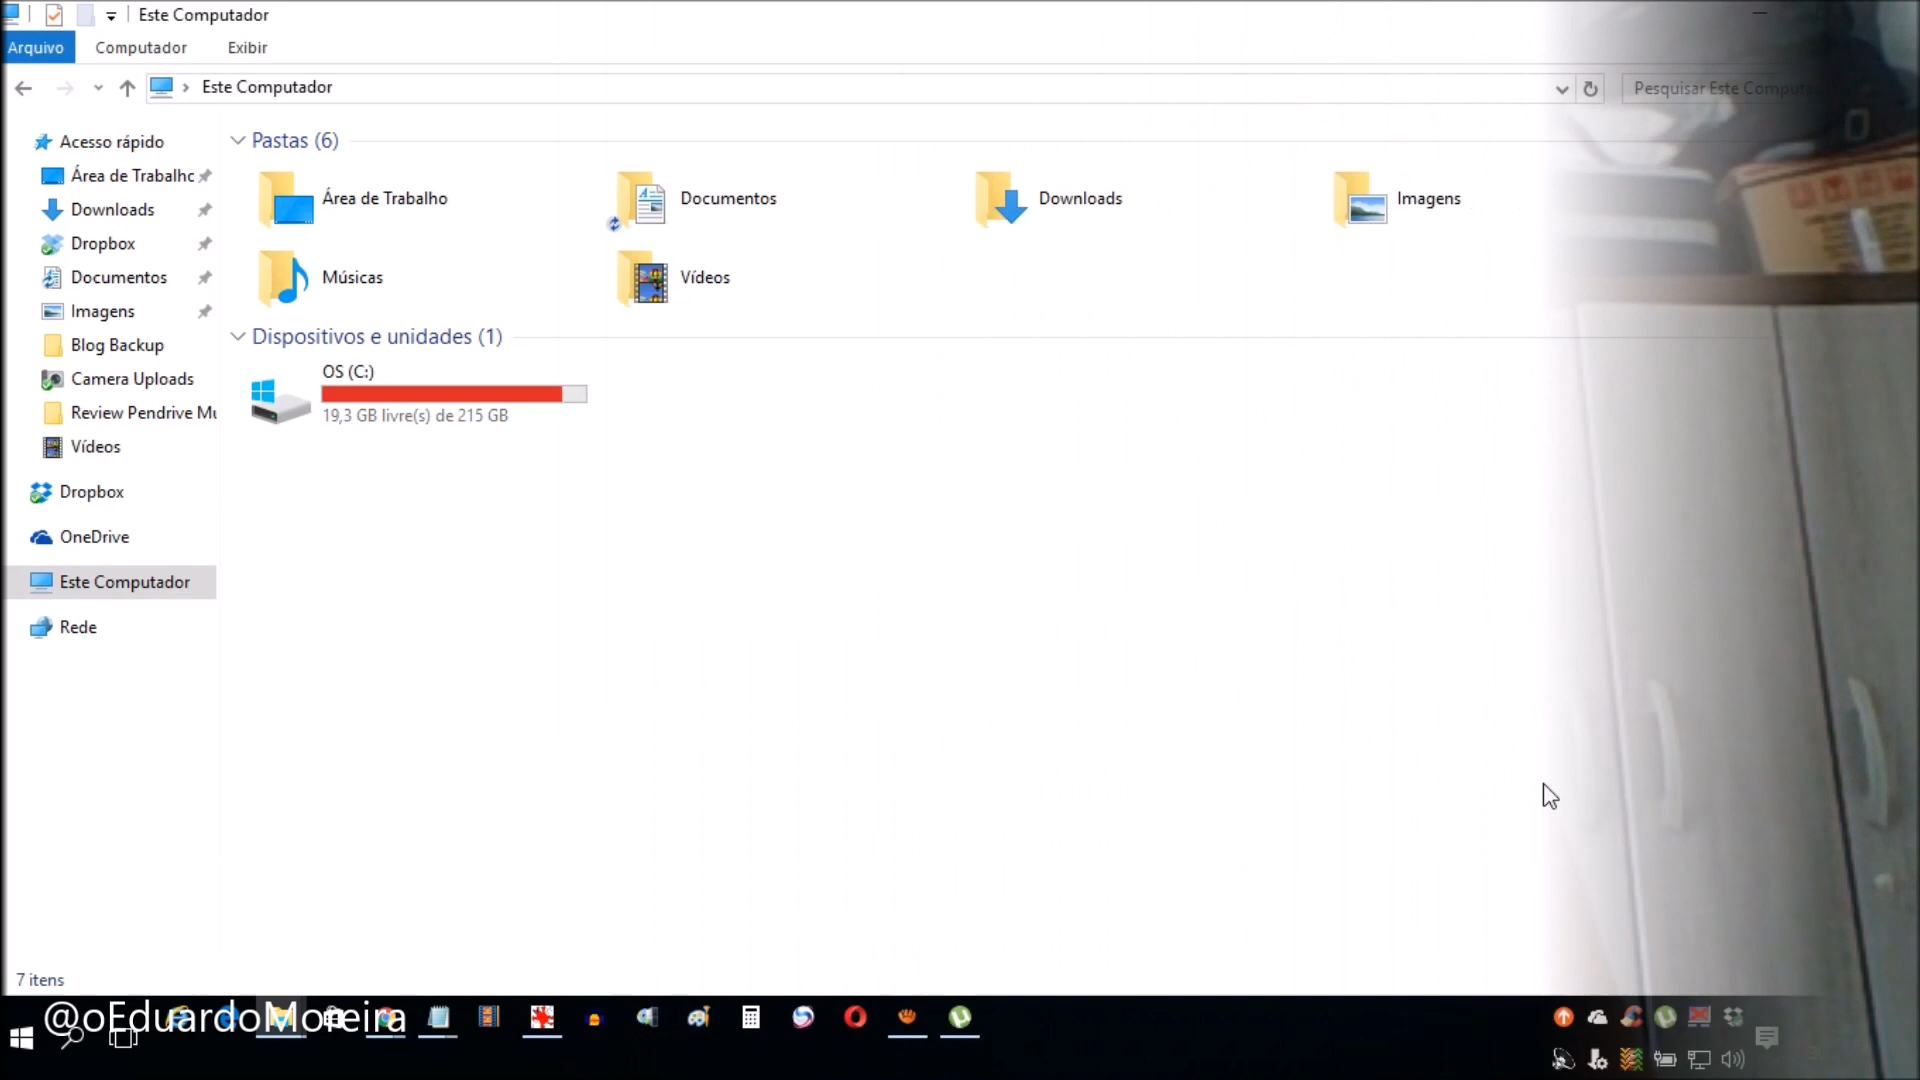 Este Computador
Arquivo Computador Exibir
Este Computador
Pesquisar Este Computa
Acesso rápido
Área de Trabalho
Downloads
Dropbox
Documentos
Imagens
Blog Backup
Camera Uploads
Review Pendrive Mu
Vídeos
Dropbox
OneDrive
Este Computador
Rede
Pastas (6)
Área de Trabalho
Documentos
Downloads
Imagens
Músicas
Vídeos
Dispositivos e unidades (1)
OS (C:)
19,3 GB livre(s) de 215 GB
7 itens
@oEduardoMoreira